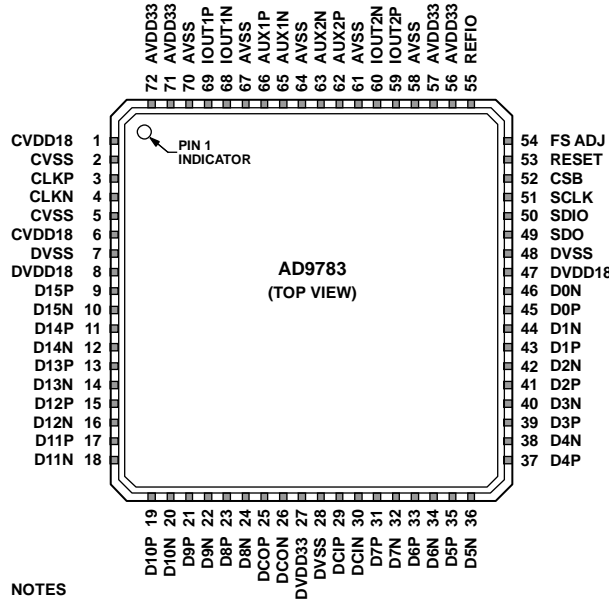 72 AVDD33
71 AVDD33
70 AVSS
69 IOUT1P
68 IOUT1N
67 AVSS
66 AUX1P
65 AUX1N
64 AVSS
63 AUX2N
62 AUX2P
61 AVSS
60 IOUT2N
59 IOUT2P
58 AVSS
57 AVDD33
56 AVDD33
55 REFIO
CVDD18 1
CVSS 2
CLKP 3
CLKN 4
CVSS 5
CVDD18 6
DVSS 7
DVDD18 8
D15P 9
D15N 10
D14P 11
D14N 12
D13P 13
D13N 14
D12P 15
D12N 16
D11P 17
D11N 18
PIN 1
INDICATOR
AD9783
(TOP VIEW)
54 FS ADJ
53 RESET
52 CSB
51 SCLK
50 SDIO
49 SDO
48 DVSS
47 DVDD18
46 D0N
45 D0P
44 D1N
43 D1P
42 D2N
41 D2P
40 D3N
39 D3P
38 D4N
37 D4P
D10P 19
D10N 20
D9P 21
D9N 22
D8P 23
D8N 24
DCOP 25
DCON 26
DVDD33 27
DVSS 28
DCIP 29
DCIN 30
D7P 31
D7N 32
D6P 33
D6N 34
D5P 35
D5N 36
NOTES